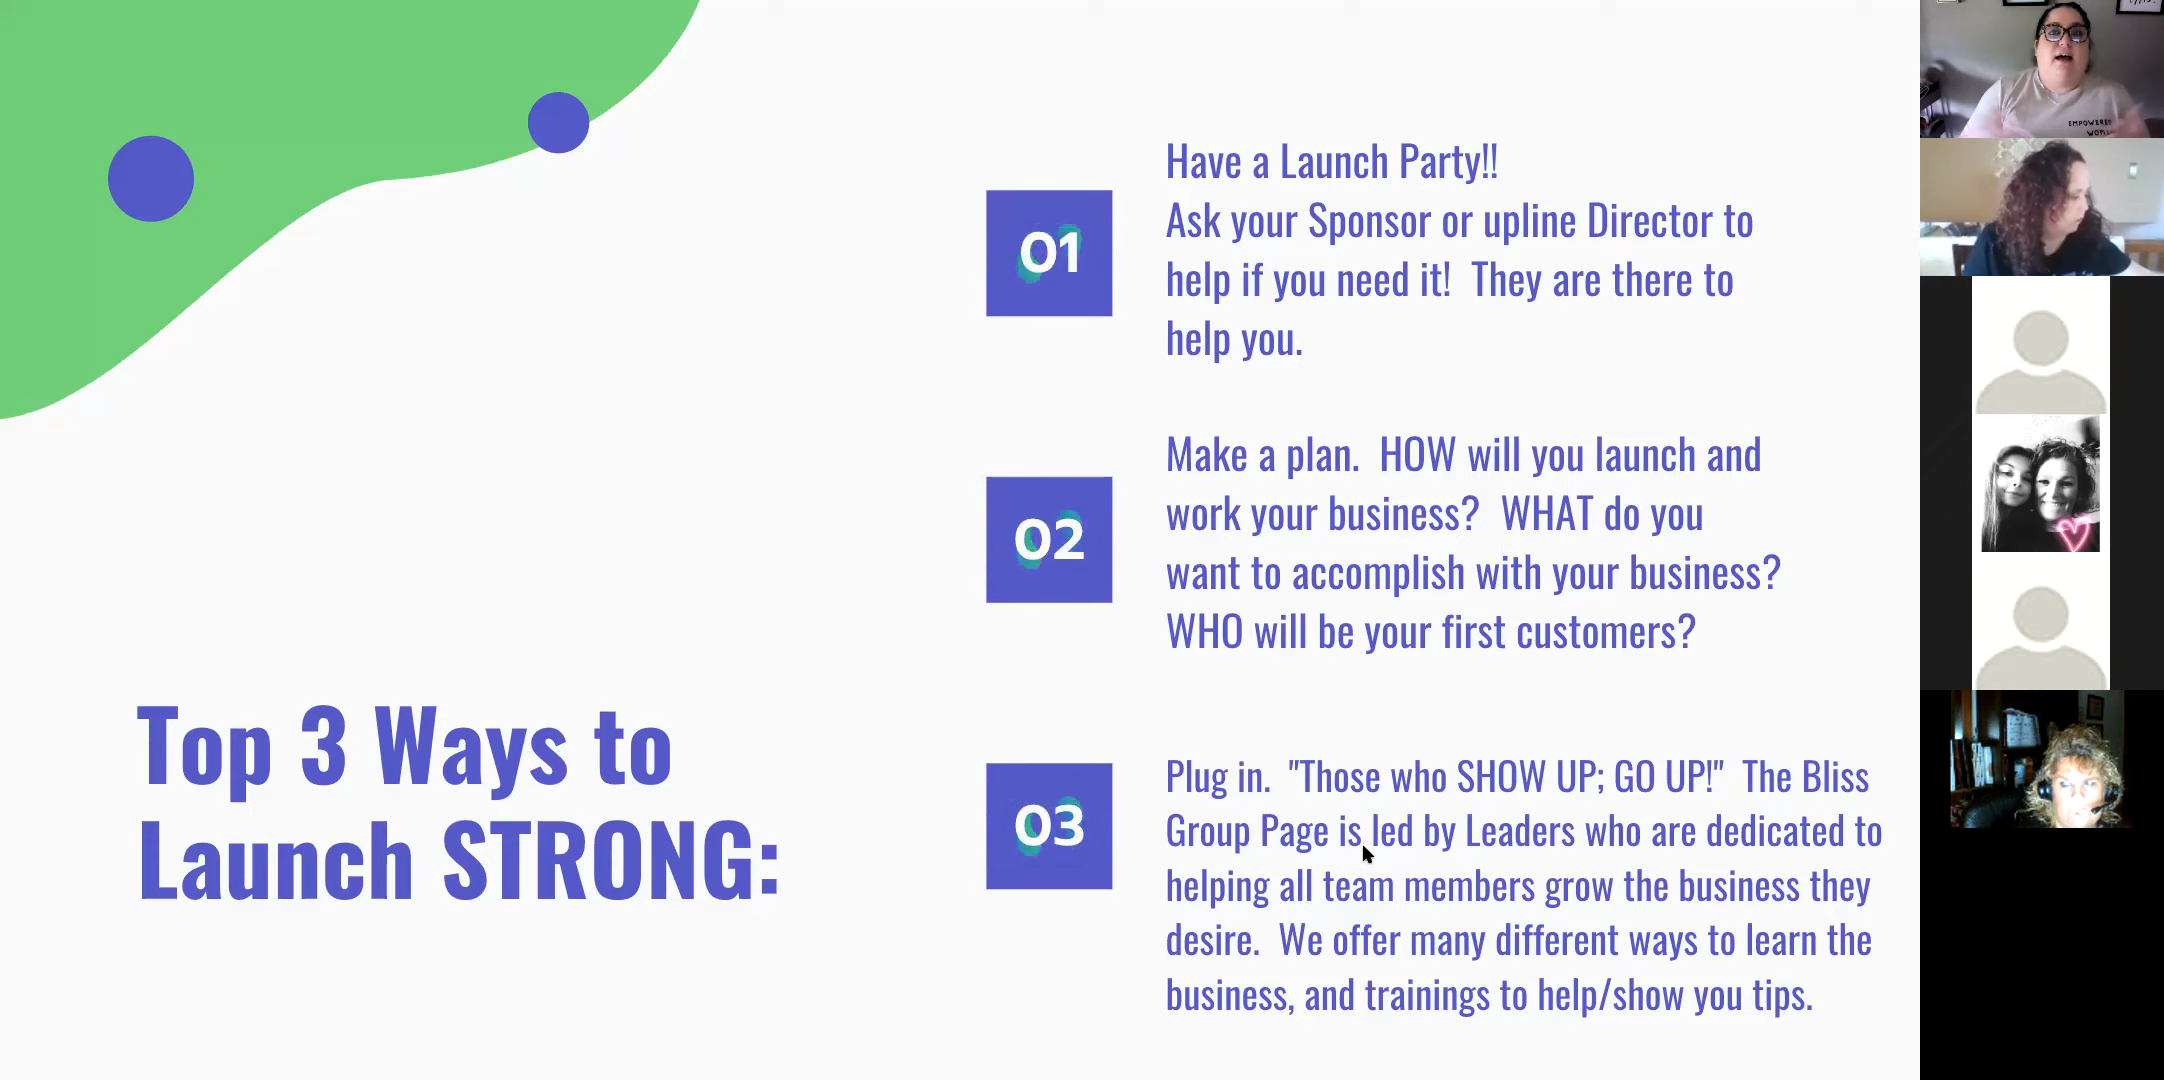 Top 3 Ways to
Launch STRONG:
01
Have a Launch Party!!
Ask your Sponsor or upline Director to
help if you need it!  They are there to
help you.
02
Make a plan.  HOW will you launch and
work your business?  WHAT do you
want to accomplish with your business?
WHO will be your first customers?
03
Plug in.  "Those who SHOW UP; GO UP!"  The Bliss
Group Page is led by Leaders who are dedicated to
helping all team members grow the business they
desire.  We offer many different ways to learn the
business, and trainings to help/show you tips.
EMPOWERED